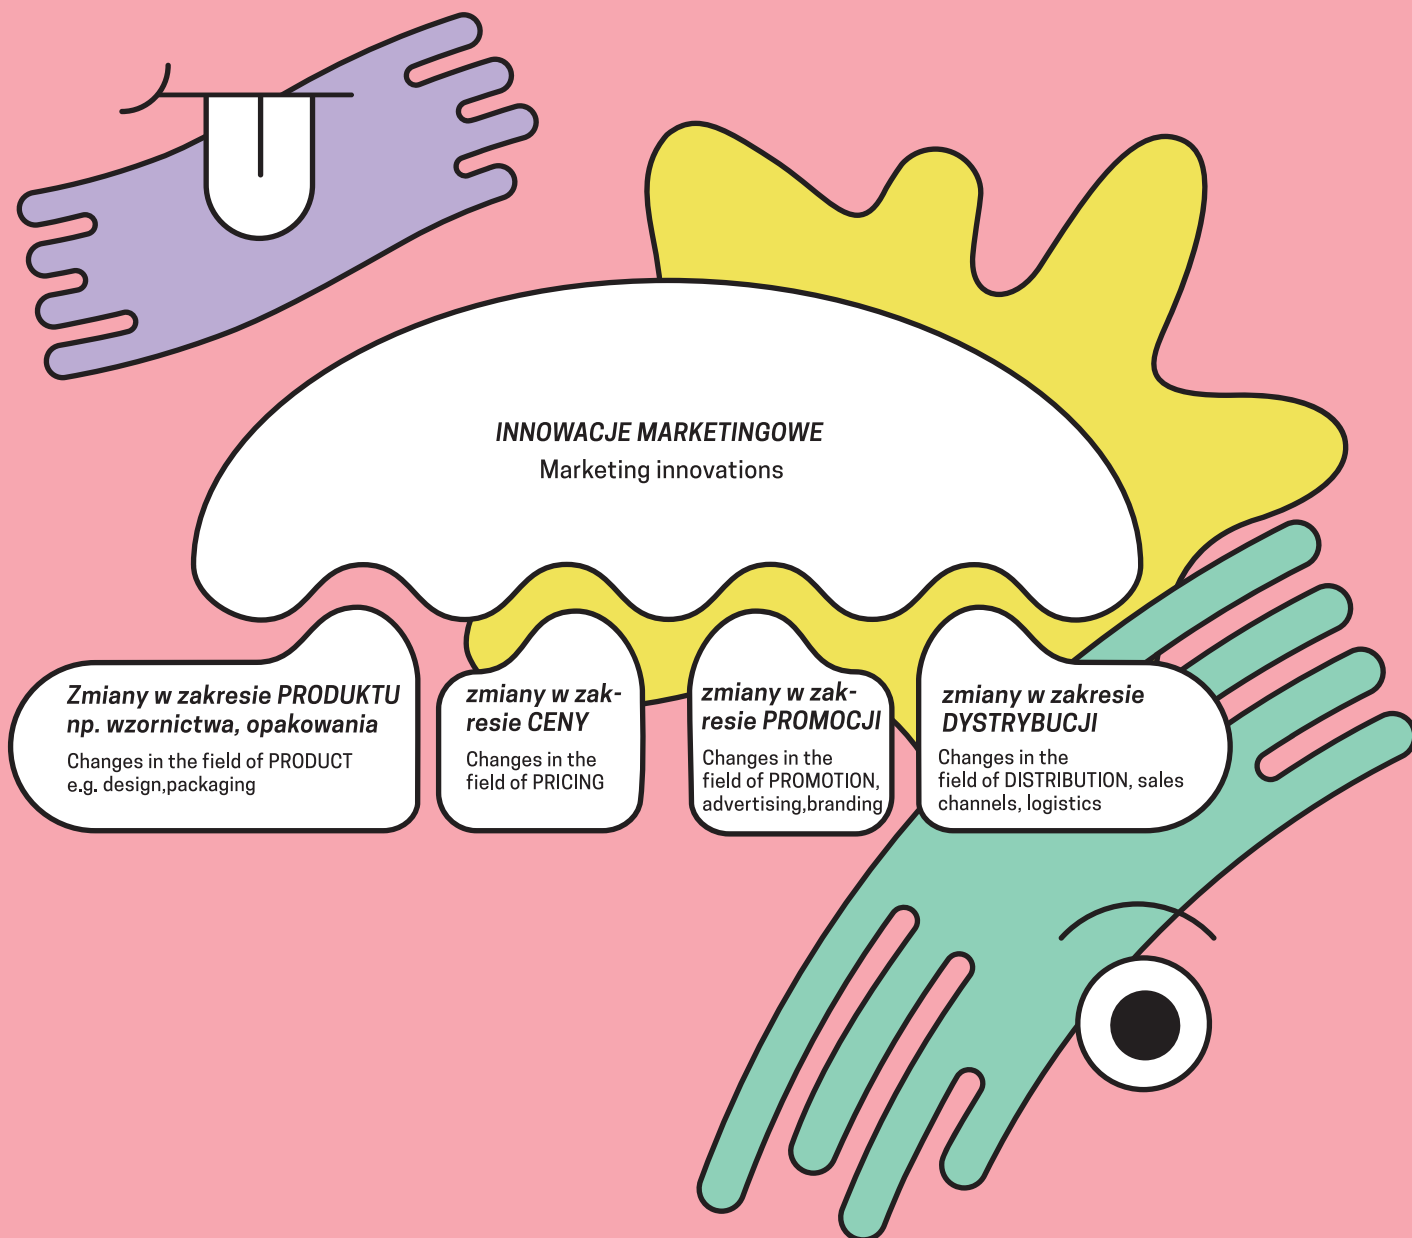 INNOWACJE MARKETINGOWE
Marketing innovations
Zmiany w zakresie PRODUKTU
np. wzornictwa, opakowania
Changes in the field of PRODUCT
e.g. design,packaging
zmiany w zak-
resie CENY
Changes in the
field of PRICING
zmiany w zak-
resie PROMOCJI
Changes in the
field of PROMOTION,
advertising,branding
zmiany w zakresie
DYSTRYBUCJI
Changes in the
field of DISTRIBUTION, sales
channels, logistics